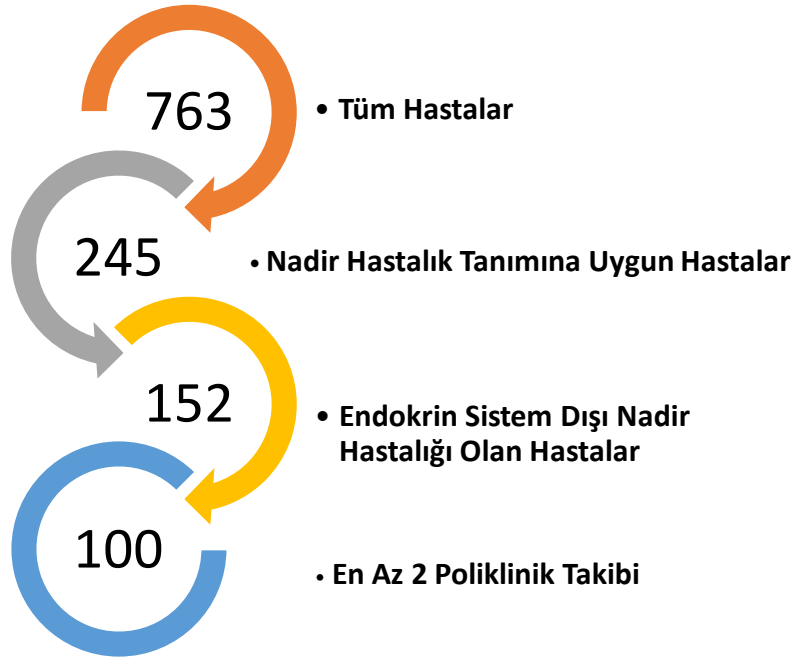 763
• Tüm Hastalar
245
• Nadir Hastalık Tanımına Uygun Hastalar
152
• Endokrin Sistem Dışı Nadir
Hastalığı Olan Hastalar
100
• En Az 2 Poliklinik Takibi